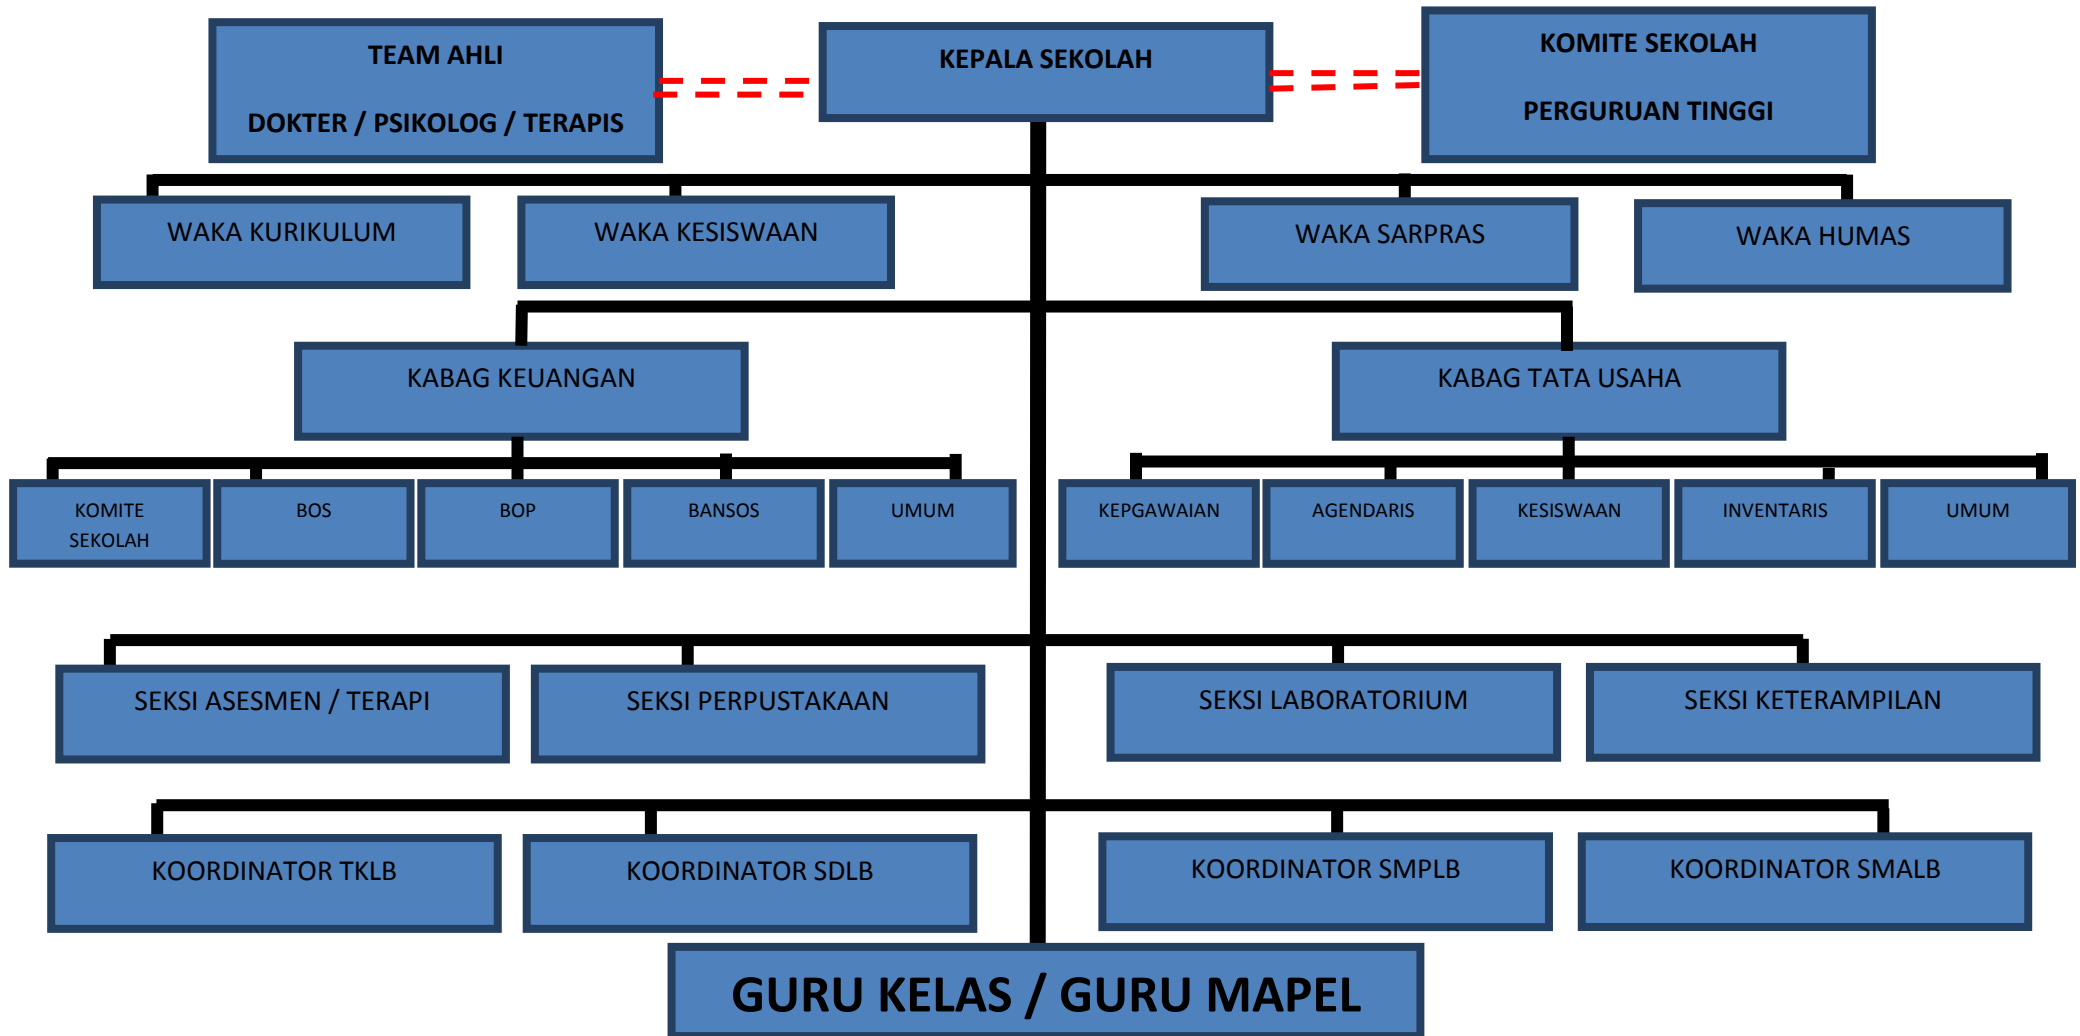 TEAM AHLI
DOKTER / PSIKOLOG / TERAPIS
KEPALA SEKOLAH
KOMITE SEKOLAH
PERGURUAN TINGGI
WAKA KURIKULUM
WAKA KESISWAAN
WAKA SARPRAS
WAKA HUMAS
KABAG KEUANGAN
KABAG TATA USAHA
KOMITE
SEKOLAH
BOS
BOP
BANSOS
UMUM
KEPGAWAIAN
AGENDARIS
KESISWAAN
INVENTARIS
UMUM
SEKSI ASESMEN / TERAPI
SEKSI PERPUSTAKAAN
SEKSI LABORATORIUM
SEKSI KETERAMPILAN
KOORDINATOR TKLB
KOORDINATOR SDLB
KOORDINATOR SMPLB
KOORDINATOR SMALB
GURU KELAS / GURU MAPEL